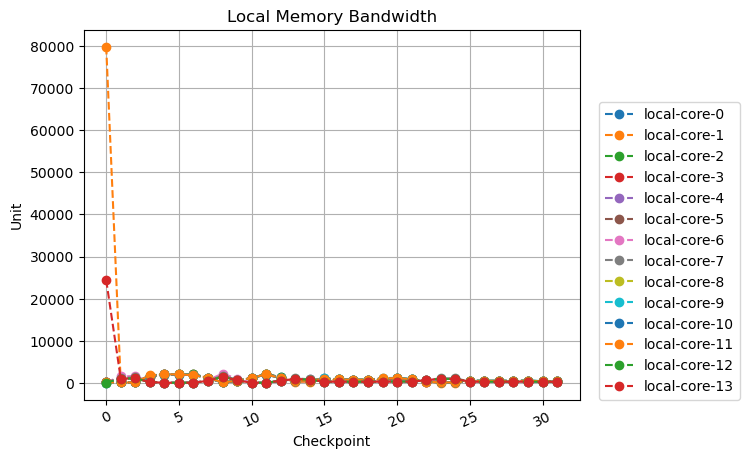 Local Memory Bandwidth
Unit
80000
70000
60000
50000
40000
30000
20000
10000
0
0
5
10
15
20
25
30
Checkpoint
local-core-0
local-core-1
local-core-2
local-core-3
local-core-4
local-core-5
local-core-6
local-core-7
local-core-8
local-core-9
local-core-10
local-core-11
local-core-12
local-core-13